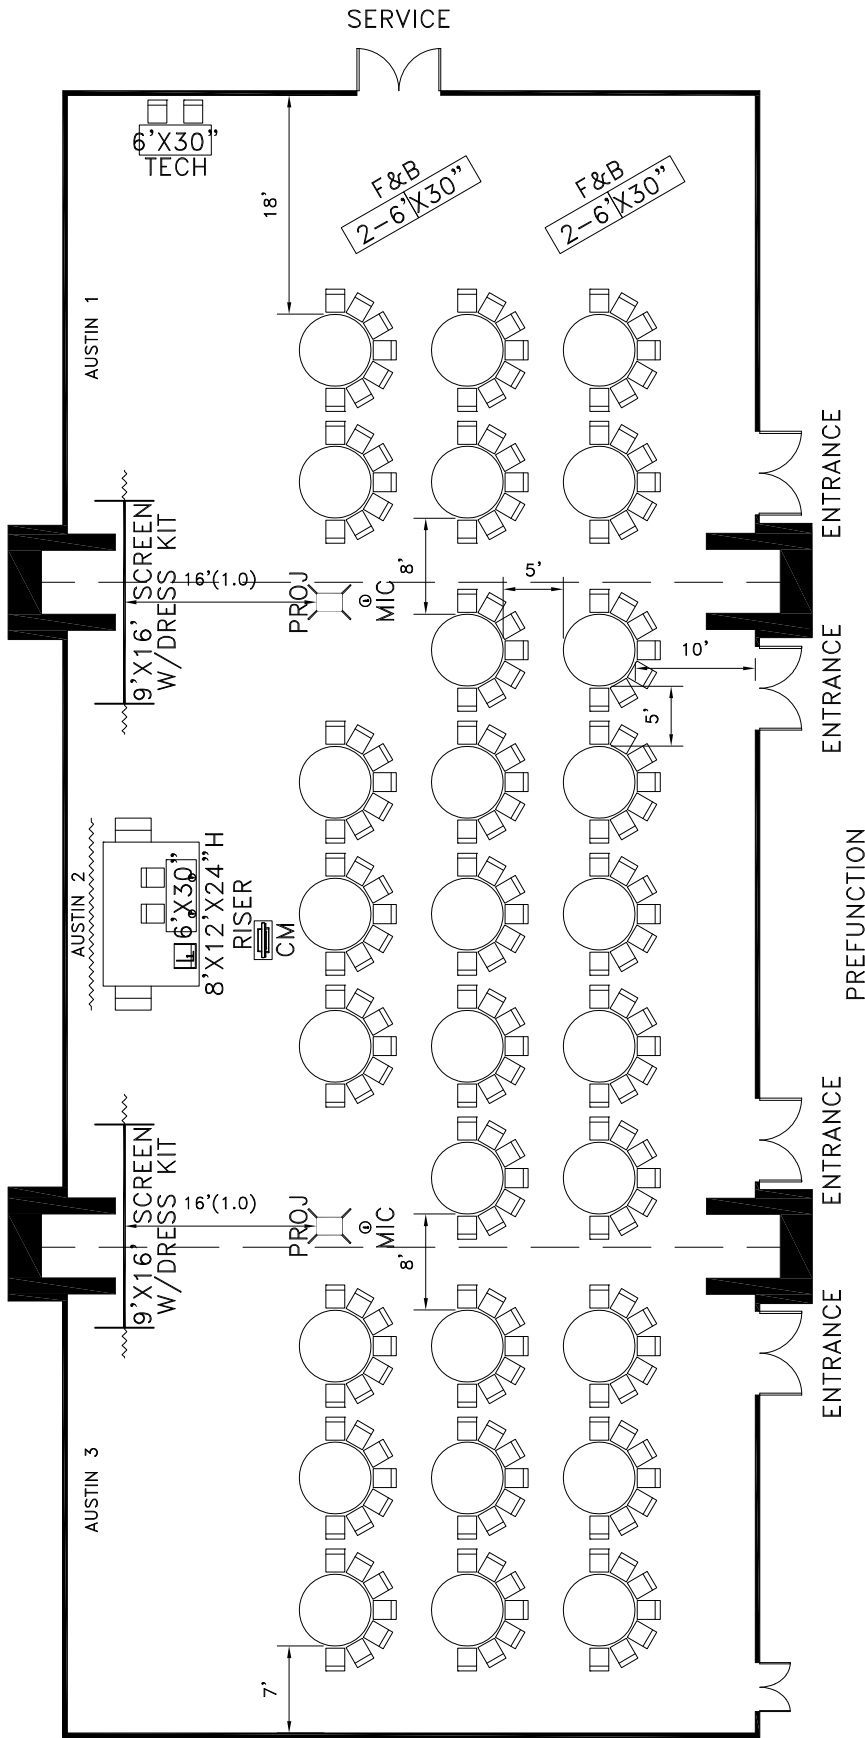 SERVICE
6'X30"
TECH
18'
F&B
2-6'X30"
F&B
2-6'X30"
AUSTIN 1
ENTRANCE
9'X16' SCREEN
W/DRESS KIT
16'(1.0)
PROJ
MIC
8'
5'
10'
5'
ENTRANCE
AUSTIN 2
6'X30"
8'X12'X24"H
RISER
CM
PREFUNCTION
ENTRANCE
9'X16' SCREEN
W/DRESS KIT
16'(1.0)
PROJ
MIC
8'
ENTRANCE
AUSTIN 3
7'